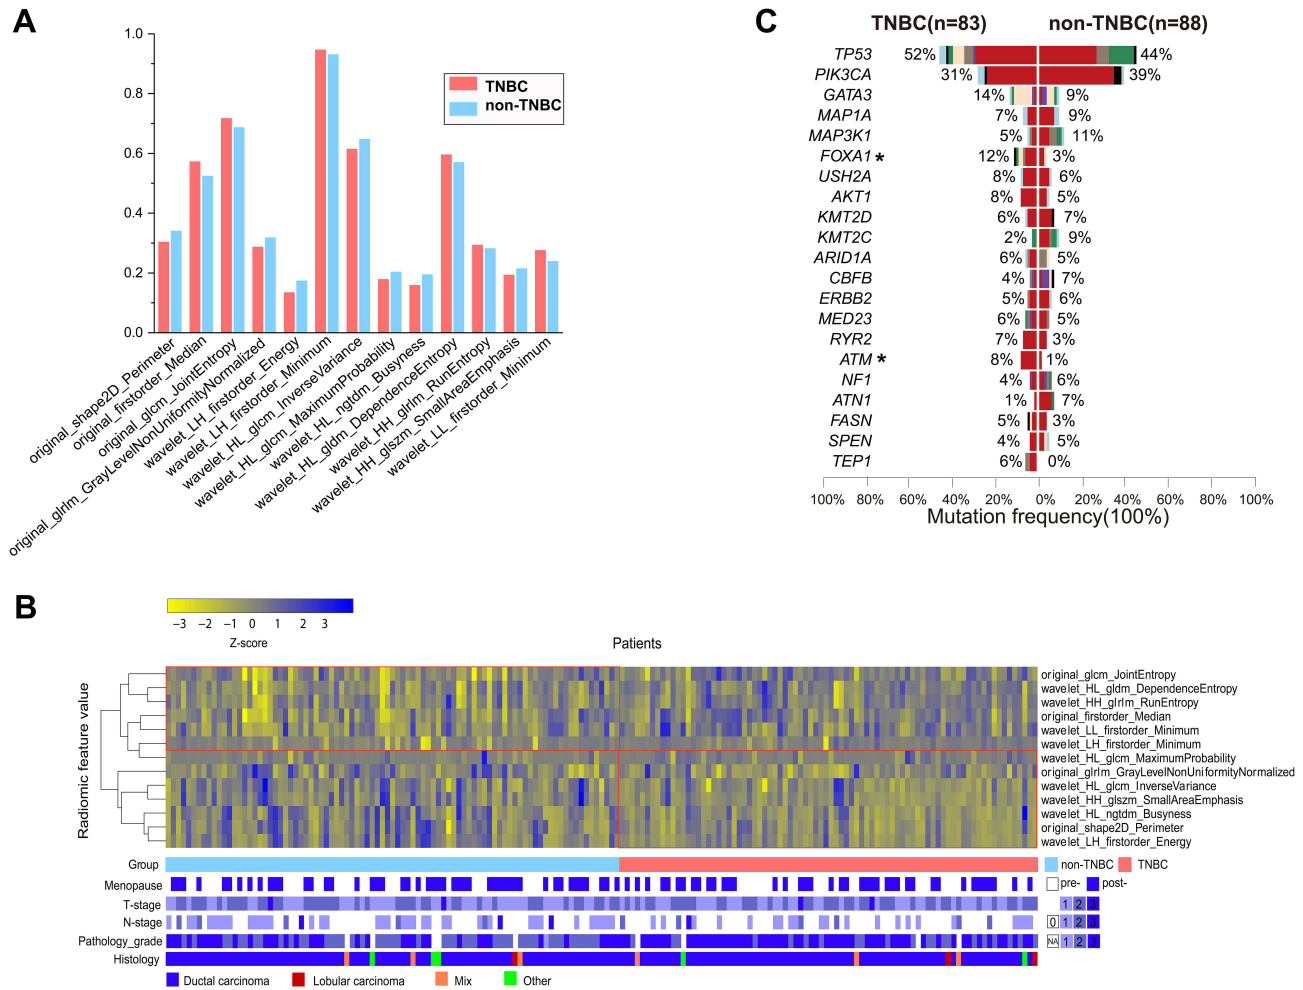 A
1.0
0.8
0.6
0.4
0.2
0.0
TNBC
non-TNBC
original_shape2D_Perimeter
original_firstorder_Median
original_glcm_JointEntropy
original_glrlm_GrayLevelNonUniformityNormalized
wavelet_LH_firstorder_Energy
wavelet_LH_firstorder_Minimum
wavelet_HL_glcm_InverseVariance
wavelet_HL_glcm_MaximumProbability
wavelet_HL_ngtdm_Busyness
wavelet_HL_gldm_DependenceEntropy
wavelet_HH_glrlm_RunEntropy
wavelet_HH_glszm_SmallAreaEmphasis
wavelet_LL_firstorder_Minimum
C
TNBC(n=83) non-TNBC(n=88)
TP53 52% 44%
PIK3CA 31% 39%
GATA3 14% 9%
MAP1A 7% 9%
MAP3K1 5% 11%
FOXA1 * 12% 3%
USH2A 8% 6%
AKT1 8% 5%
KMT2D 6% 7%
KMT2C 2% 9%
ARID1A 6% 5%
CBFB 4% 7%
ERBB2 5% 6%
MED23 6% 5%
RYR2 7% 3%
ATM * 8% 1%
NF1 4% 6%
ATN1 1% 7%
FASN 5% 3%
SPEN 4% 5%
TEP1 6% 0%
100% 80% 60% 40% 20% 0% 20% 40% 60% 80% 100%
Mutation frequency(100%)
B
−3 −2 −1 0 1 2 3
Z-score
Patients
Radiomic feature value
original_glcm_JointEntropy
wavelet_HL_gldm_DependenceEntropy
wavelet_HH_glrlm_RunEntropy
original_firstorder_Median
wavelet_LL_firstorder_Minimum
wavelet_LH_firstorder_Minimum
wavelet_HL_glcm_MaximumProbability
original_glrlm_GrayLevelNonUniformityNormalized
wavelet_HL_glcm_InverseVariance
wavelet_HH_glszm_SmallAreaEmphasis
wavelet_HL_ngtdm_Busyness
original_shape2D_Perimeter
wavelet_LH_firstorder_Energy
Group non-TNBC TNBC
Menopause pre- post-
T-stage 1 2 3
N-stage 0 1 2 3
Pathology_grade NA 1 2 3
Histology
Ductal carcinoma Lobular carcinoma Mix Other